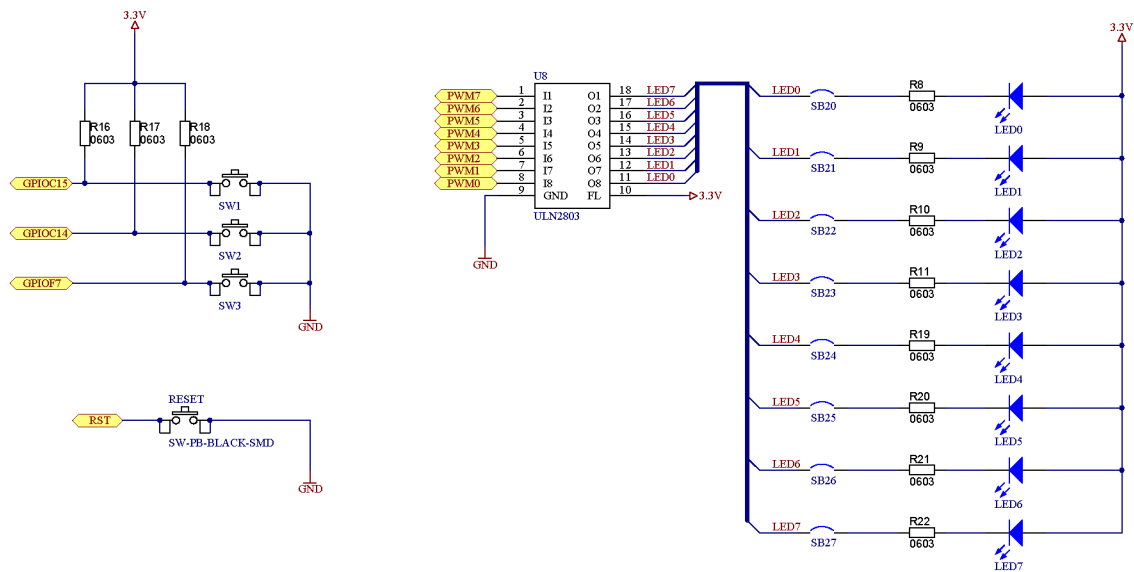 3.3V
R16
0603
R17
0603
R18
0603
GPIOC15
SW1
GPIOC14
SW2
GPIOF7
SW3
GND
RESET
RST
SW-PB-BLACK-SMD
GND
U8
PWM7 1 I1 O1 18 LED7
PWM6 2 I2 O2 17 LED6
PWM5 3 I3 O3 16 LED5
PWM4 4 I4 O4 15 LED4
PWM3 5 I5 O5 14 LED3
PWM2 6 I6 O6 13 LED2
PWM1 7 I7 O7 12 LED1
PWM0 8 I8 O8 11 LED0
9 GND FL 10 3.3V
ULN2803
GND
3.3V
LED0 SB20 R8 0603 LED0
LED1 SB21 R9 0603 LED1
LED2 SB22 R10 0603 LED2
LED3 SB23 R11 0603 LED3
LED4 SB24 R19 0603 LED4
LED5 SB25 R20 0603 LED5
LED6 SB26 R21 0603 LED6
LED7 SB27 R22 0603 LED7